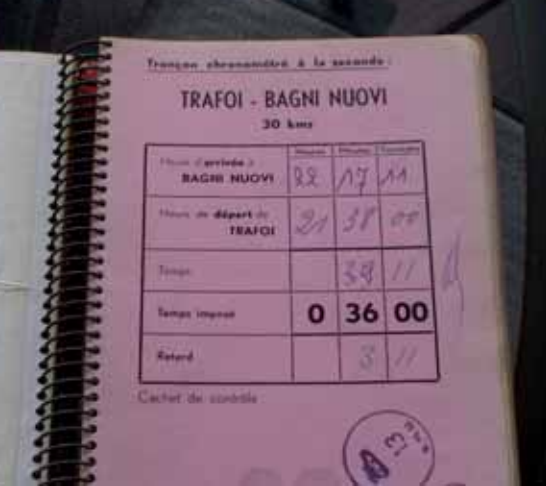 Tronçon chronométré à la seconde :
TRAFOI - BAGNI NUOVI
30 kms
Heures Minutes Secondes
Heure d'arrivée à BAGNI NUOVI 22 17 11
Heure de départ de TRAFOI 21 38 00
Temps 39 11
Temps imposé 0 36 00
Retard 3 11
Cachet de contrôle